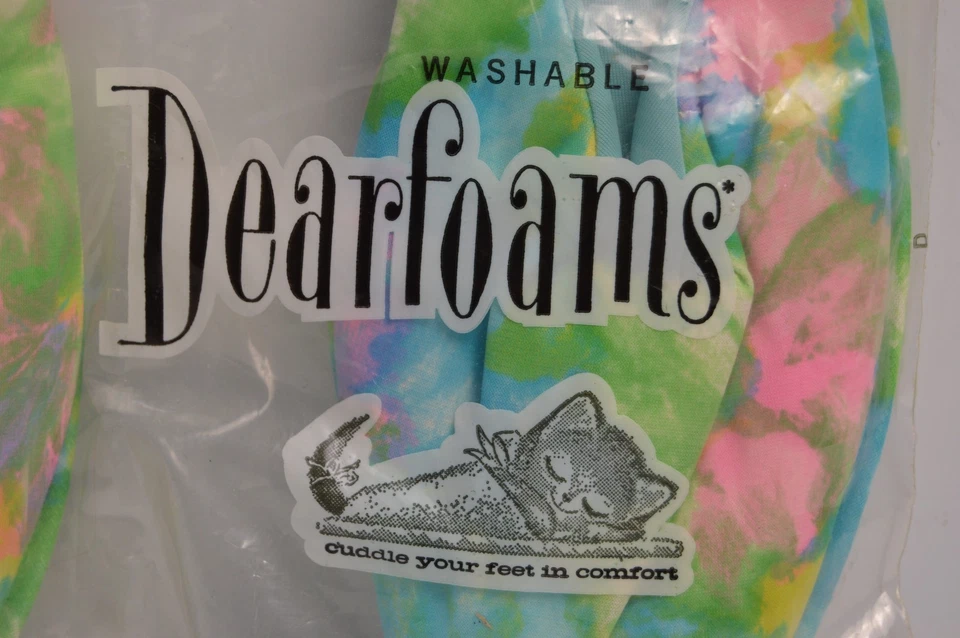 WASHABLE
Dearfoams*
cuddle your feet in comfort
D